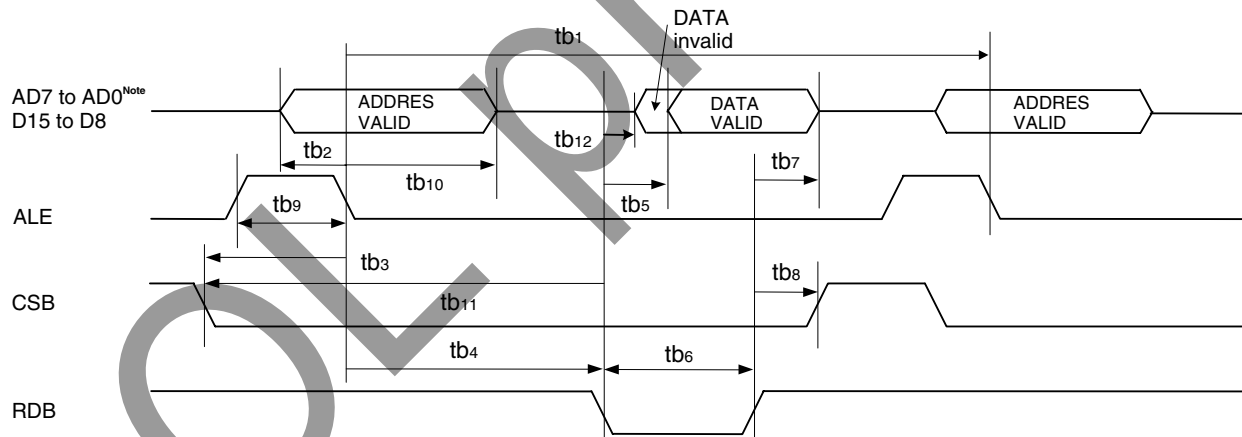 DATA
invalid
tb1
AD7 to AD0Note
D15 to D8
ADDRES
VALID
DATA
VALID
ADDRES
VALID
tb12
tb2
tb10
tb7
tb5
ALE
tb9
tb3
tb8
CSB
tb11
tb4
tb6
RDB